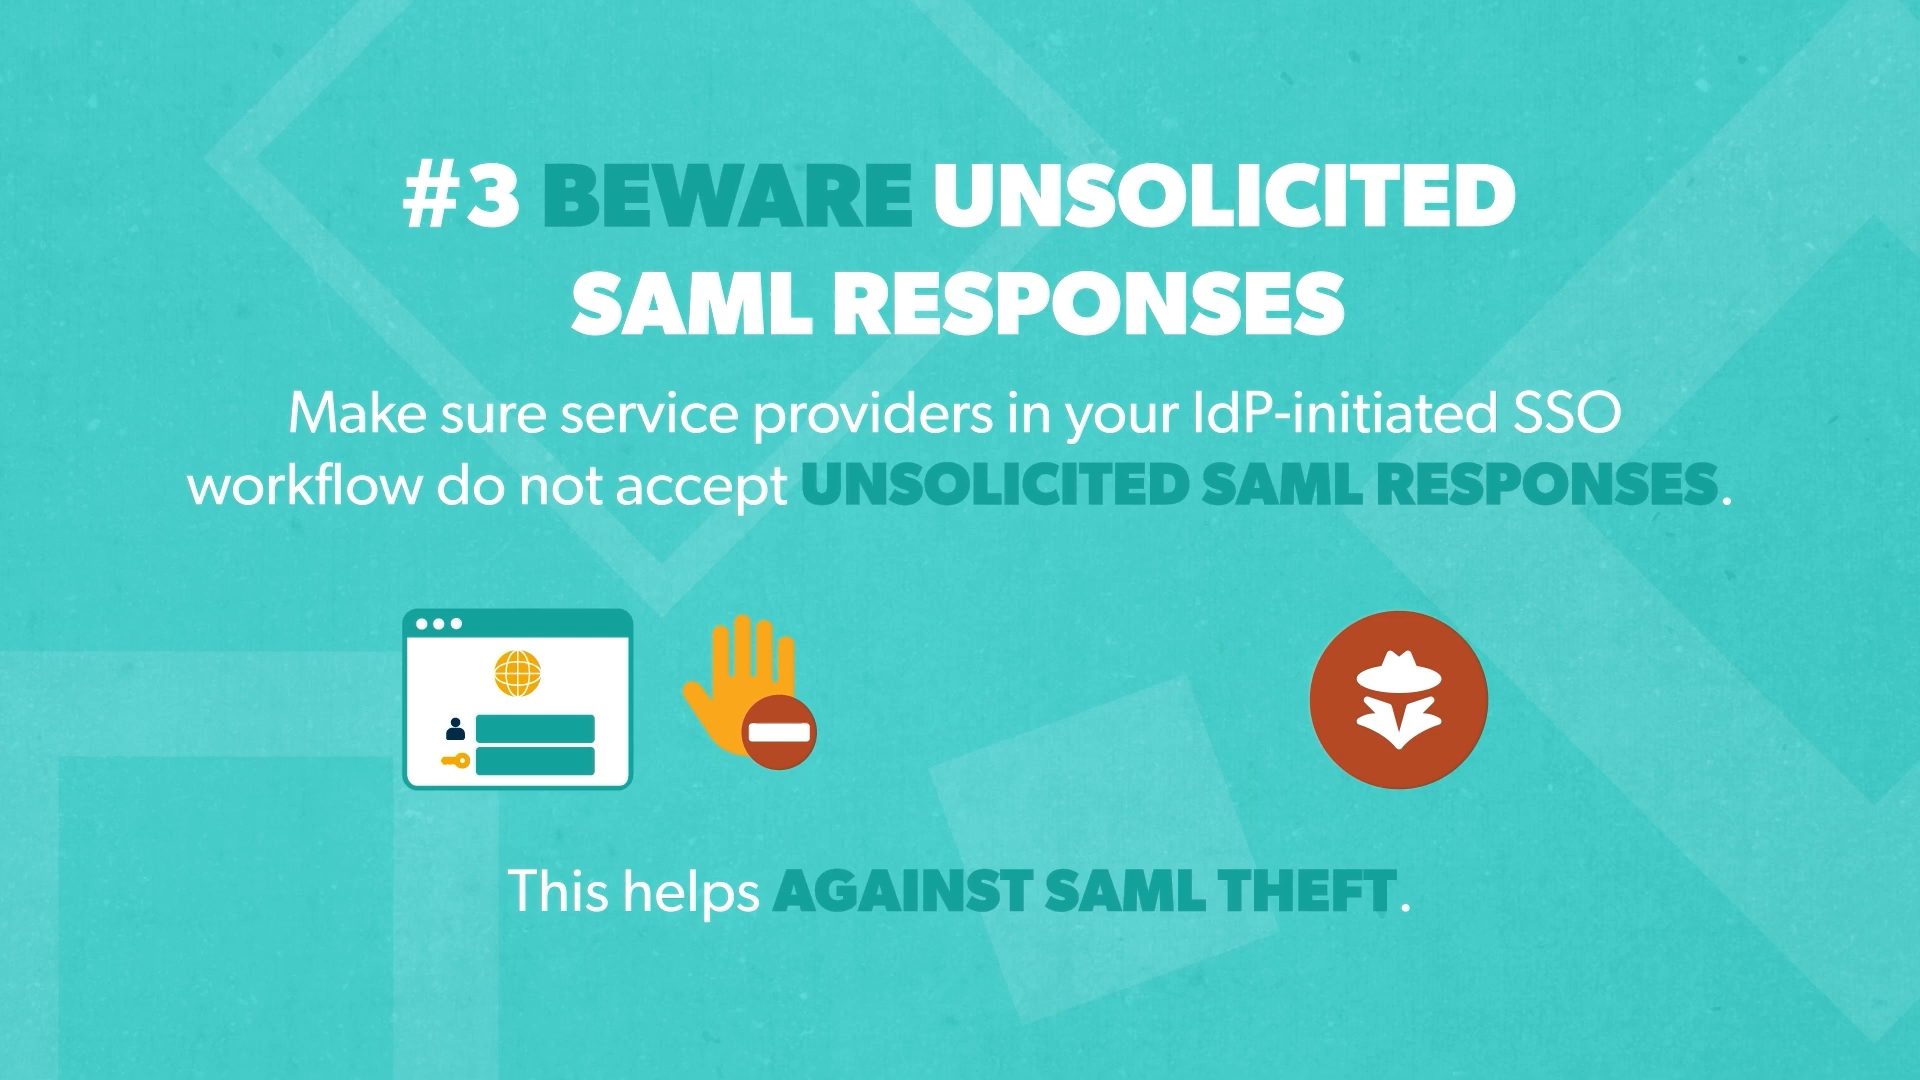 #3 BEWARE UNSOLICITED
SAML RESPONSES
Make sure service providers in your IdP-initiated SSO
workflow do not accept UNSOLICITED SAML RESPONSES.
This helps AGAINST SAML THEFT.